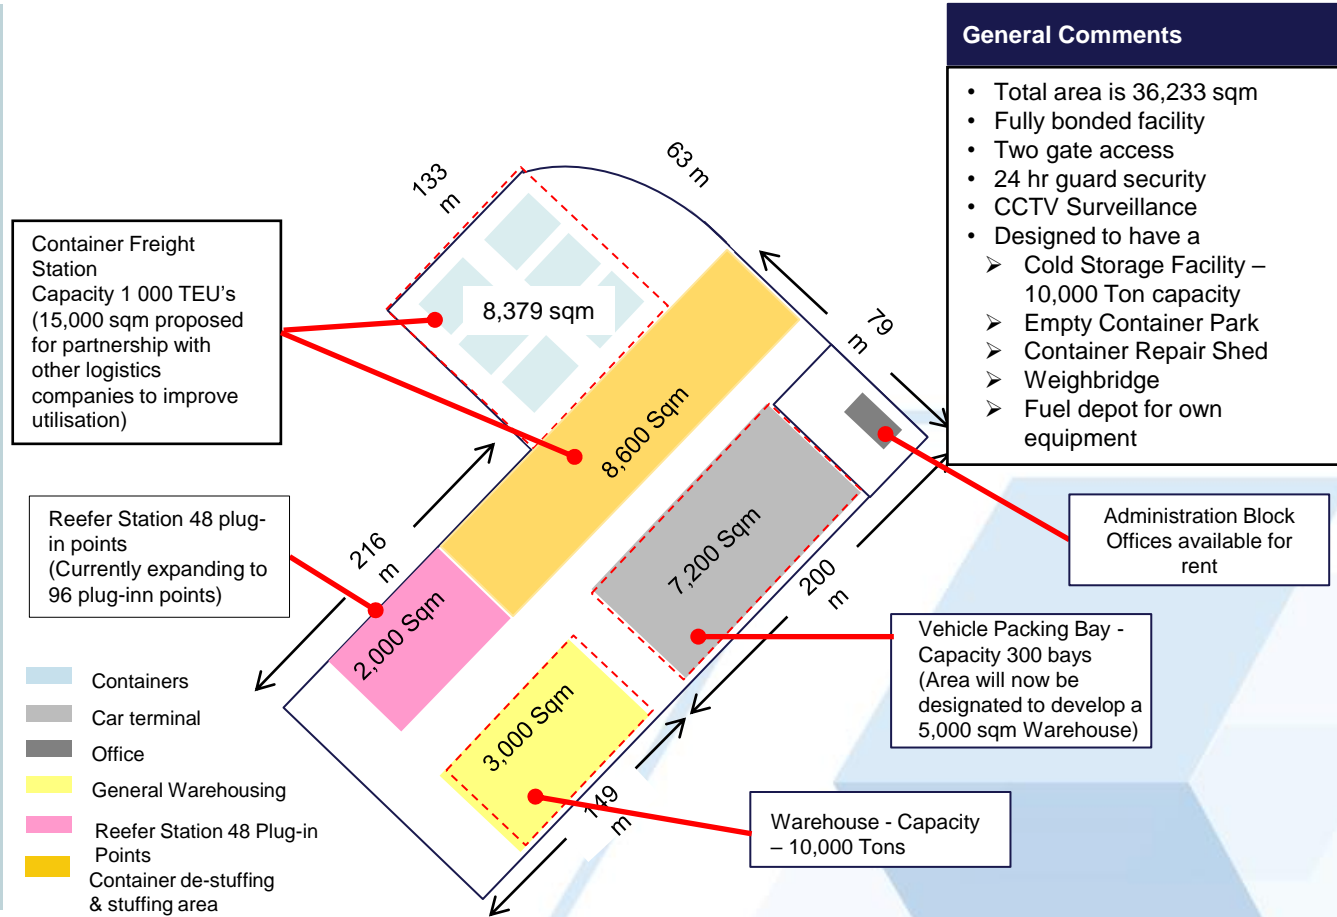 General Comments
• Total area is 36,233 sqm
• Fully bonded facility
• Two gate access
• 24 hr guard security
• CCTV Surveillance
• Designed to have a
➢ Cold Storage Facility –
10,000 Ton capacity
➢ Empty Container Park
➢ Container Repair Shed
➢ Weighbridge
➢ Fuel depot for own
equipment
133
m
63 m
79
m
Container Freight
Station
Capacity 1 000 TEU's
(15,000 sqm proposed
for partnership with
other logistics
companies to improve
utilisation)
8,379 sqm
8,600 Sqm
Reefer Station 48 plug-
in points
(Currently expanding to
96 plug-inn points)
216
m
7,200 Sqm
200
m
Administration Block
Offices available for
rent
2,000 Sqm
Vehicle Packing Bay -
Capacity 300 bays
(Area will now be
designated to develop a
5,000 sqm Warehouse)
3,000 Sqm
149
m
Warehouse - Capacity
– 10,000 Tons
Containers
Car terminal
Office
General Warehousing
Reefer Station 48 Plug-in
Points
Container de-stuffing
& stuffing area